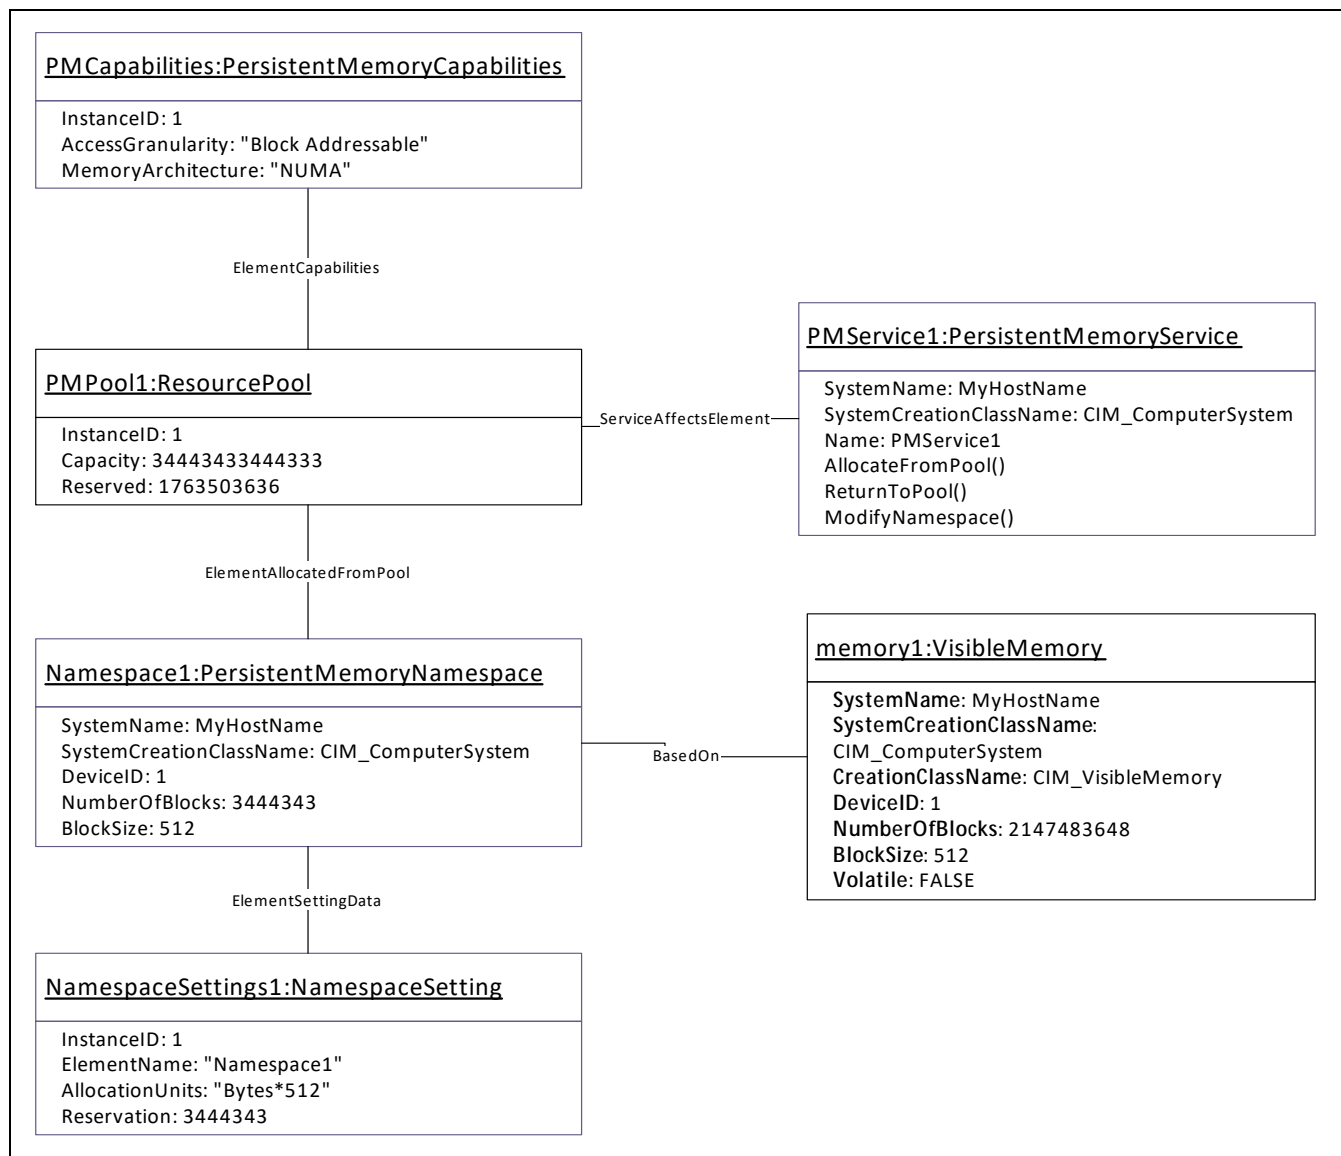 PMCapabilities:PersistentMemoryCapabilities
InstanceID: 1
AccessGranularity: "Block Addressable"
MemoryArchitecture: "NUMA"
ElementCapabilities
PMPool1:ResourcePool
InstanceID: 1
Capacity: 34443433444333
Reserved: 1763503636
ServiceAffectsElement
PMService1:PersistentMemoryService
SystemName: MyHostName
SystemCreationClassName: CIM_ComputerSystem
Name: PMService1
AllocateFromPool()
ReturnToPool()
ModifyNamespace()
ElementAllocatedFromPool
Namespace1:PersistentMemoryNamespace
SystemName: MyHostName
SystemCreationClassName: CIM_ComputerSystem
DeviceID: 1
NumberOfBlocks: 3444343
BlockSize: 512
BasedOn
memory1:VisibleMemory
SystemName: MyHostName
SystemCreationClassName:
CIM_ComputerSystem
CreationClassName: CIM_VisibleMemory
DeviceID: 1
NumberOfBlocks: 2147483648
BlockSize: 512
Volatile: FALSE
ElementSettingData
NamespaceSettings1:NamespaceSetting
InstanceID: 1
ElementName: "Namespace1"
AllocationUnits: "Bytes*512"
Reservation: 3444343